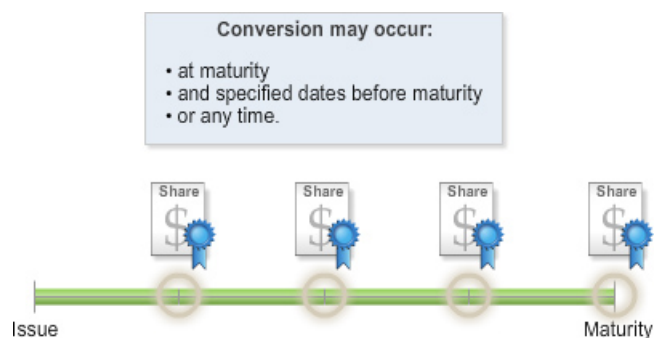 Conversion may occur:
• at maturity
• and specified dates before maturity
• or any time.
Share Share Share Share
$ $ $ $
Issue Maturity